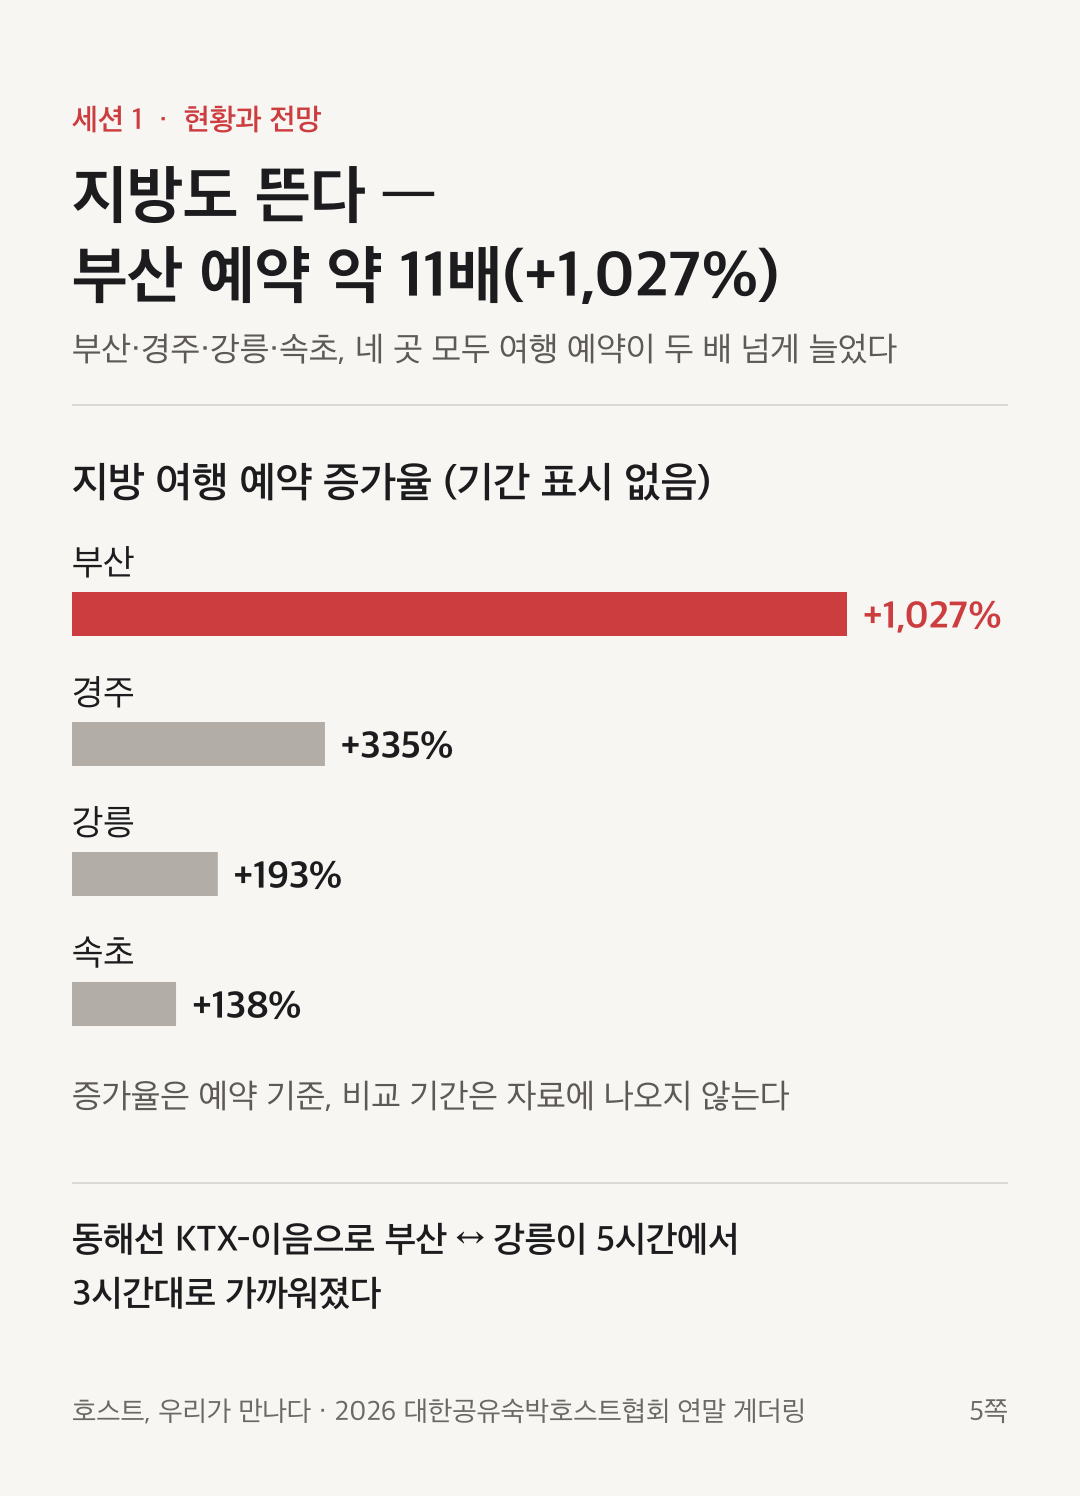 세션 1 · 현황과 전망
지방도 뜬다 —
부산 예약 약 11배(+1,027%)
부산·경주·강릉·속초, 네 곳 모두 여행 예약이 두 배 넘게 늘었다
지방 여행 예약 증가율 (기간 표시 없음)
부산
+1,027%
경주
+335%
강릉
+193%
속초
+138%
증가율은 예약 기준, 비교 기간은 자료에 나오지 않는다
동해선 KTX-이음으로 부산 ↔ 강릉이 5시간에서
3시간대로 가까워졌다
호스트, 우리가 만나다 · 2026 대한공유숙박호스트협회 연말 게더링 5쪽